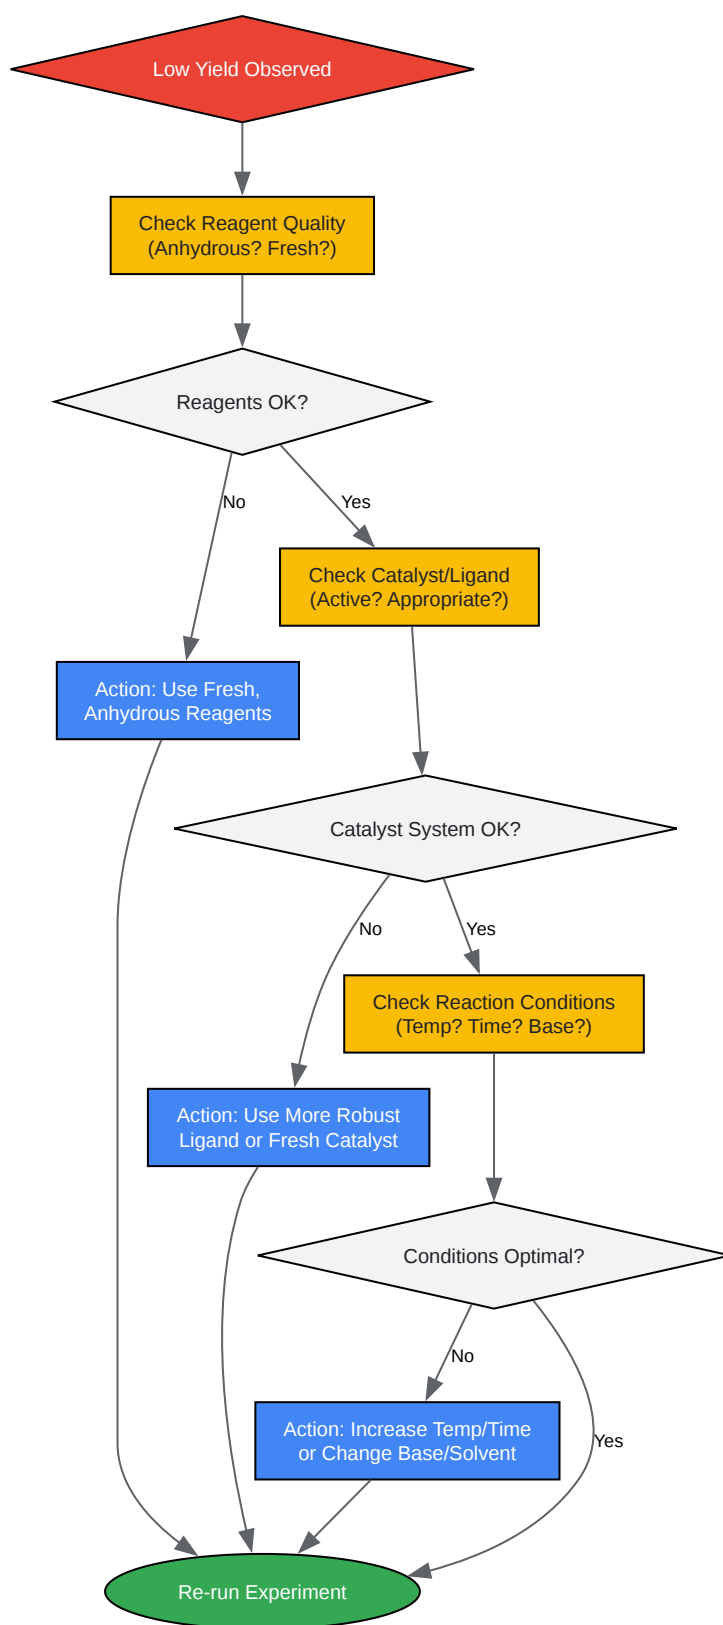 Low Yield Observed
Check Reagent Quality
(Anhydrous? Fresh?)
Reagents OK?
No
Yes
Check Catalyst/Ligand
(Active? Appropriate?)
Action: Use Fresh,
Anhydrous Reagents
Catalyst System OK?
No
Yes
Check Reaction Conditions
(Temp? Time? Base?)
Action: Use More Robust
Ligand or Fresh Catalyst
Conditions Optimal?
No
Action: Increase Temp/Time
or Change Base/Solvent
Yes
Re-run Experiment